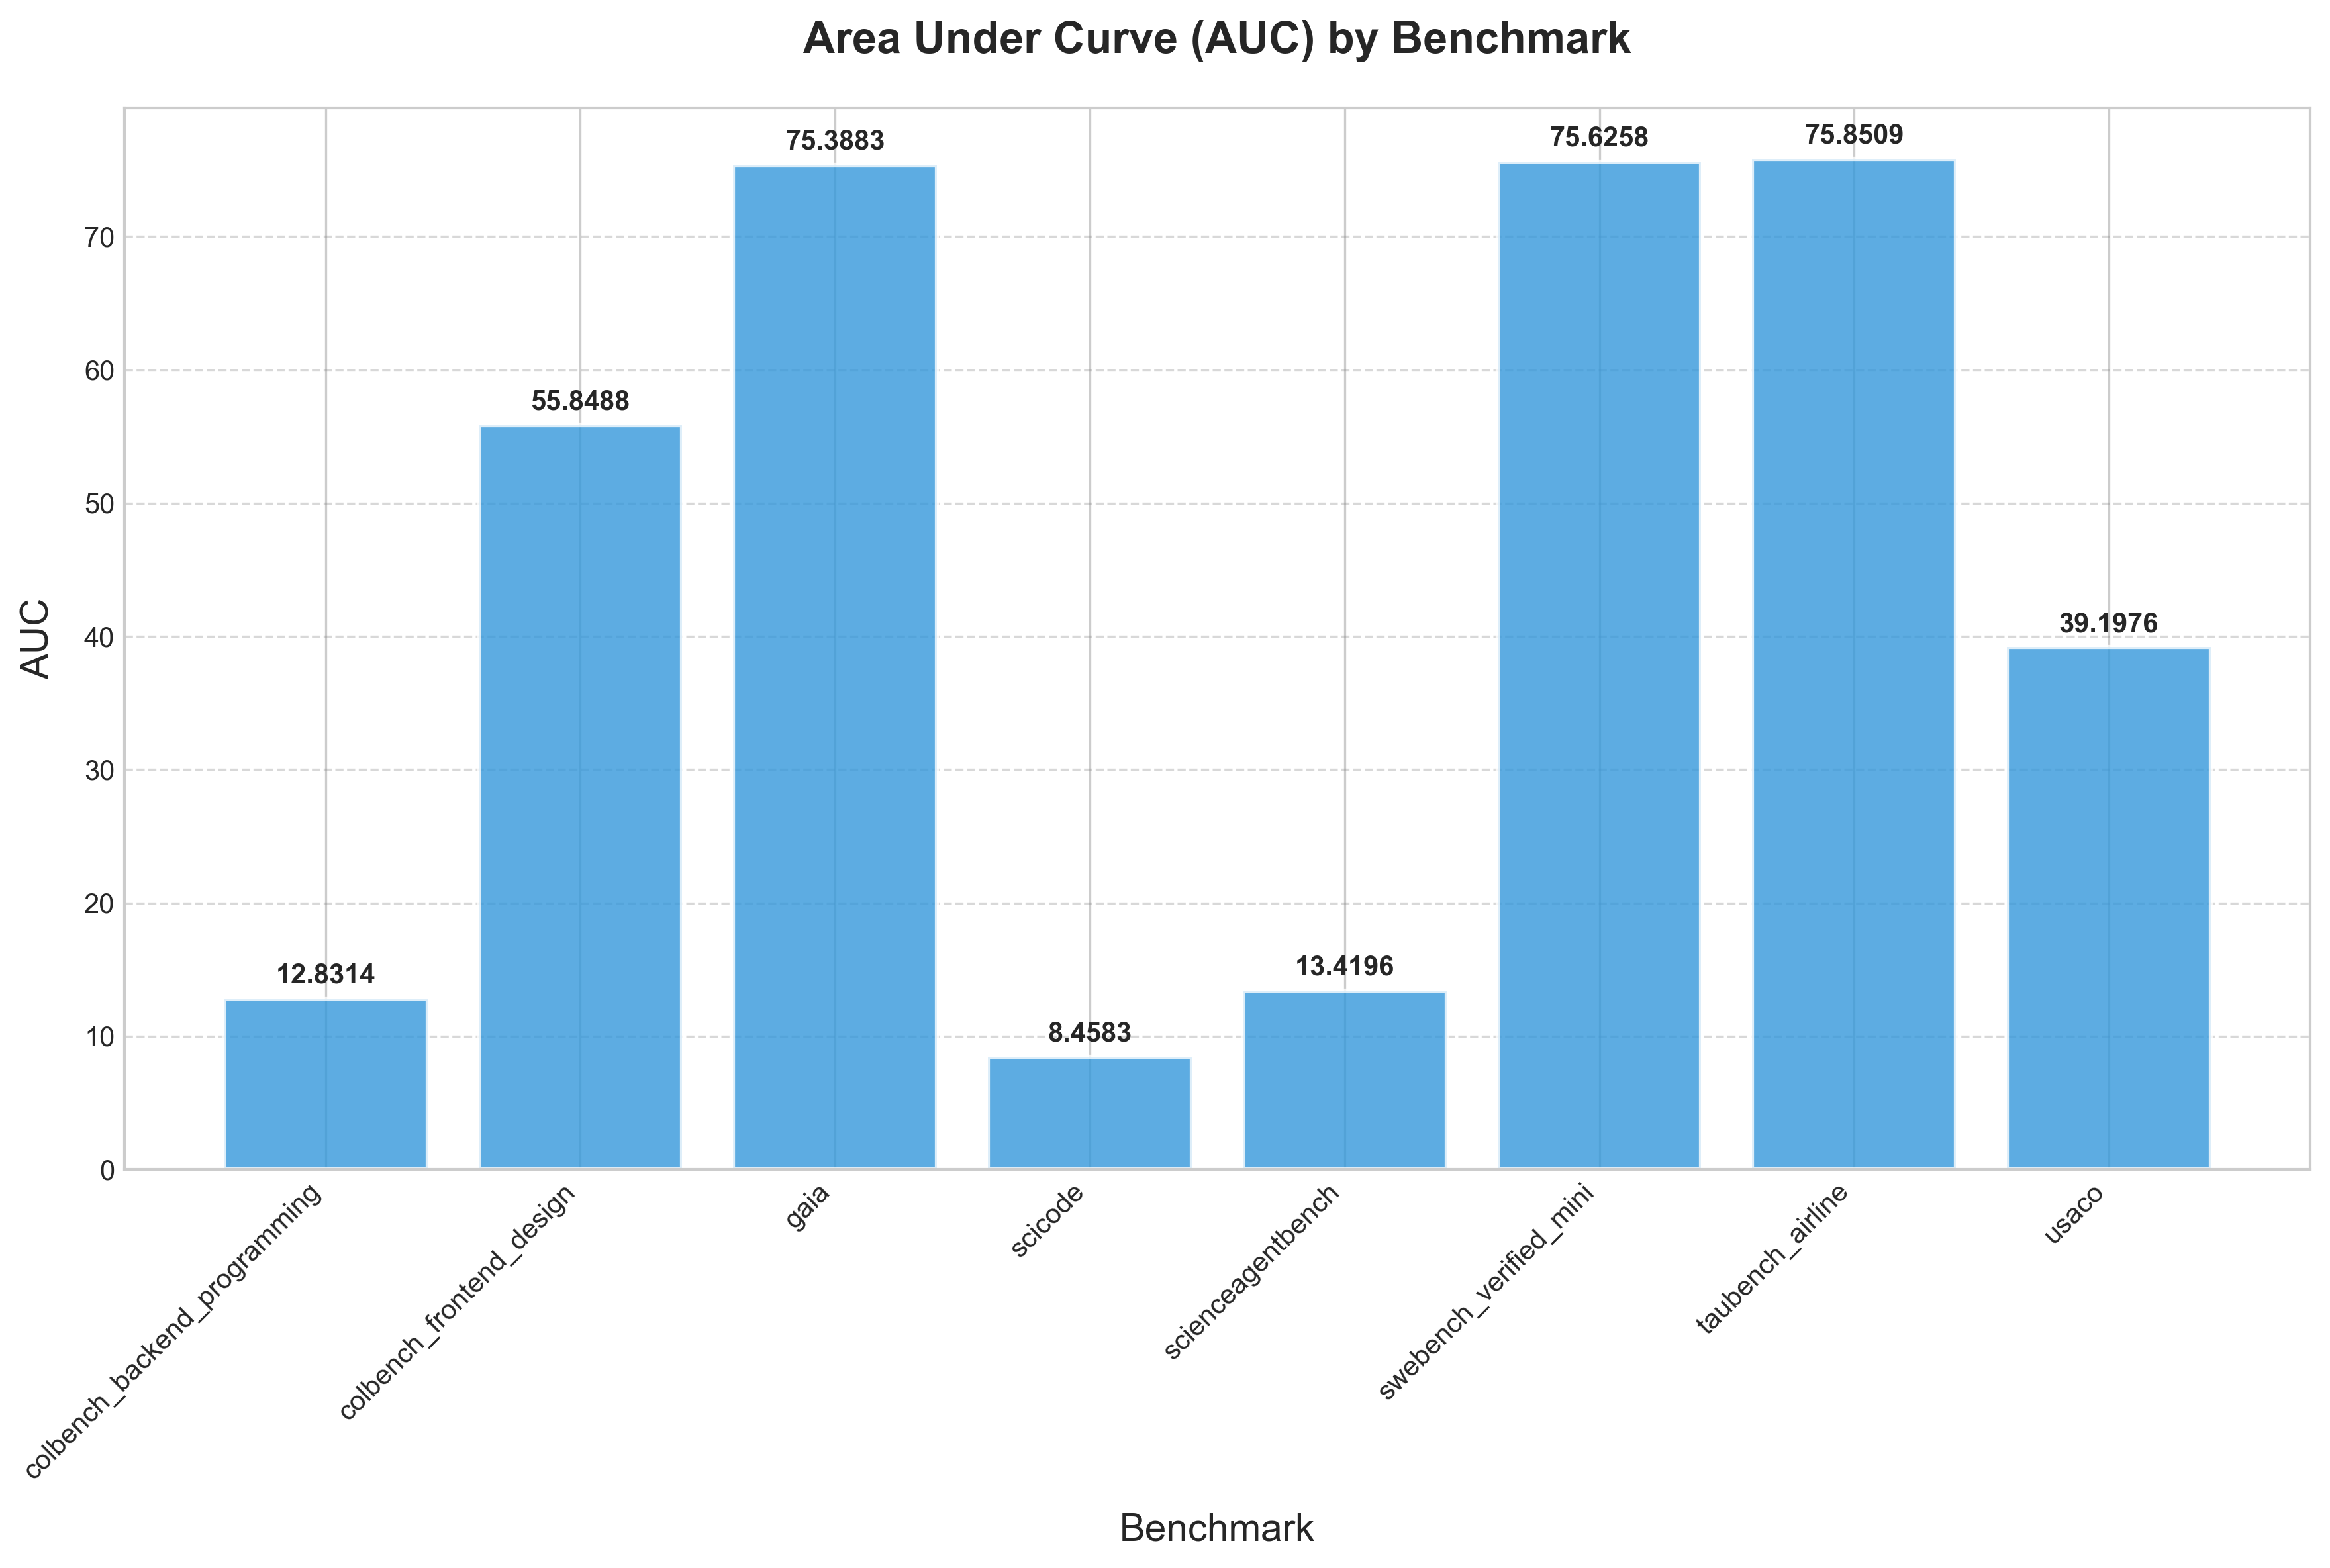 Area Under Curve (AUC) by Benchmark
AUC
70
60
50
40
30
20
10
0
12.8314
55.8488
75.3883
8.4583
13.4196
75.6258
75.8509
39.1976
colbench_backend_programming
colbench_frontend_design
gaia
scicode
scienceagentbench
swebench_verified_mini
taubench_airline
usaco
Benchmark